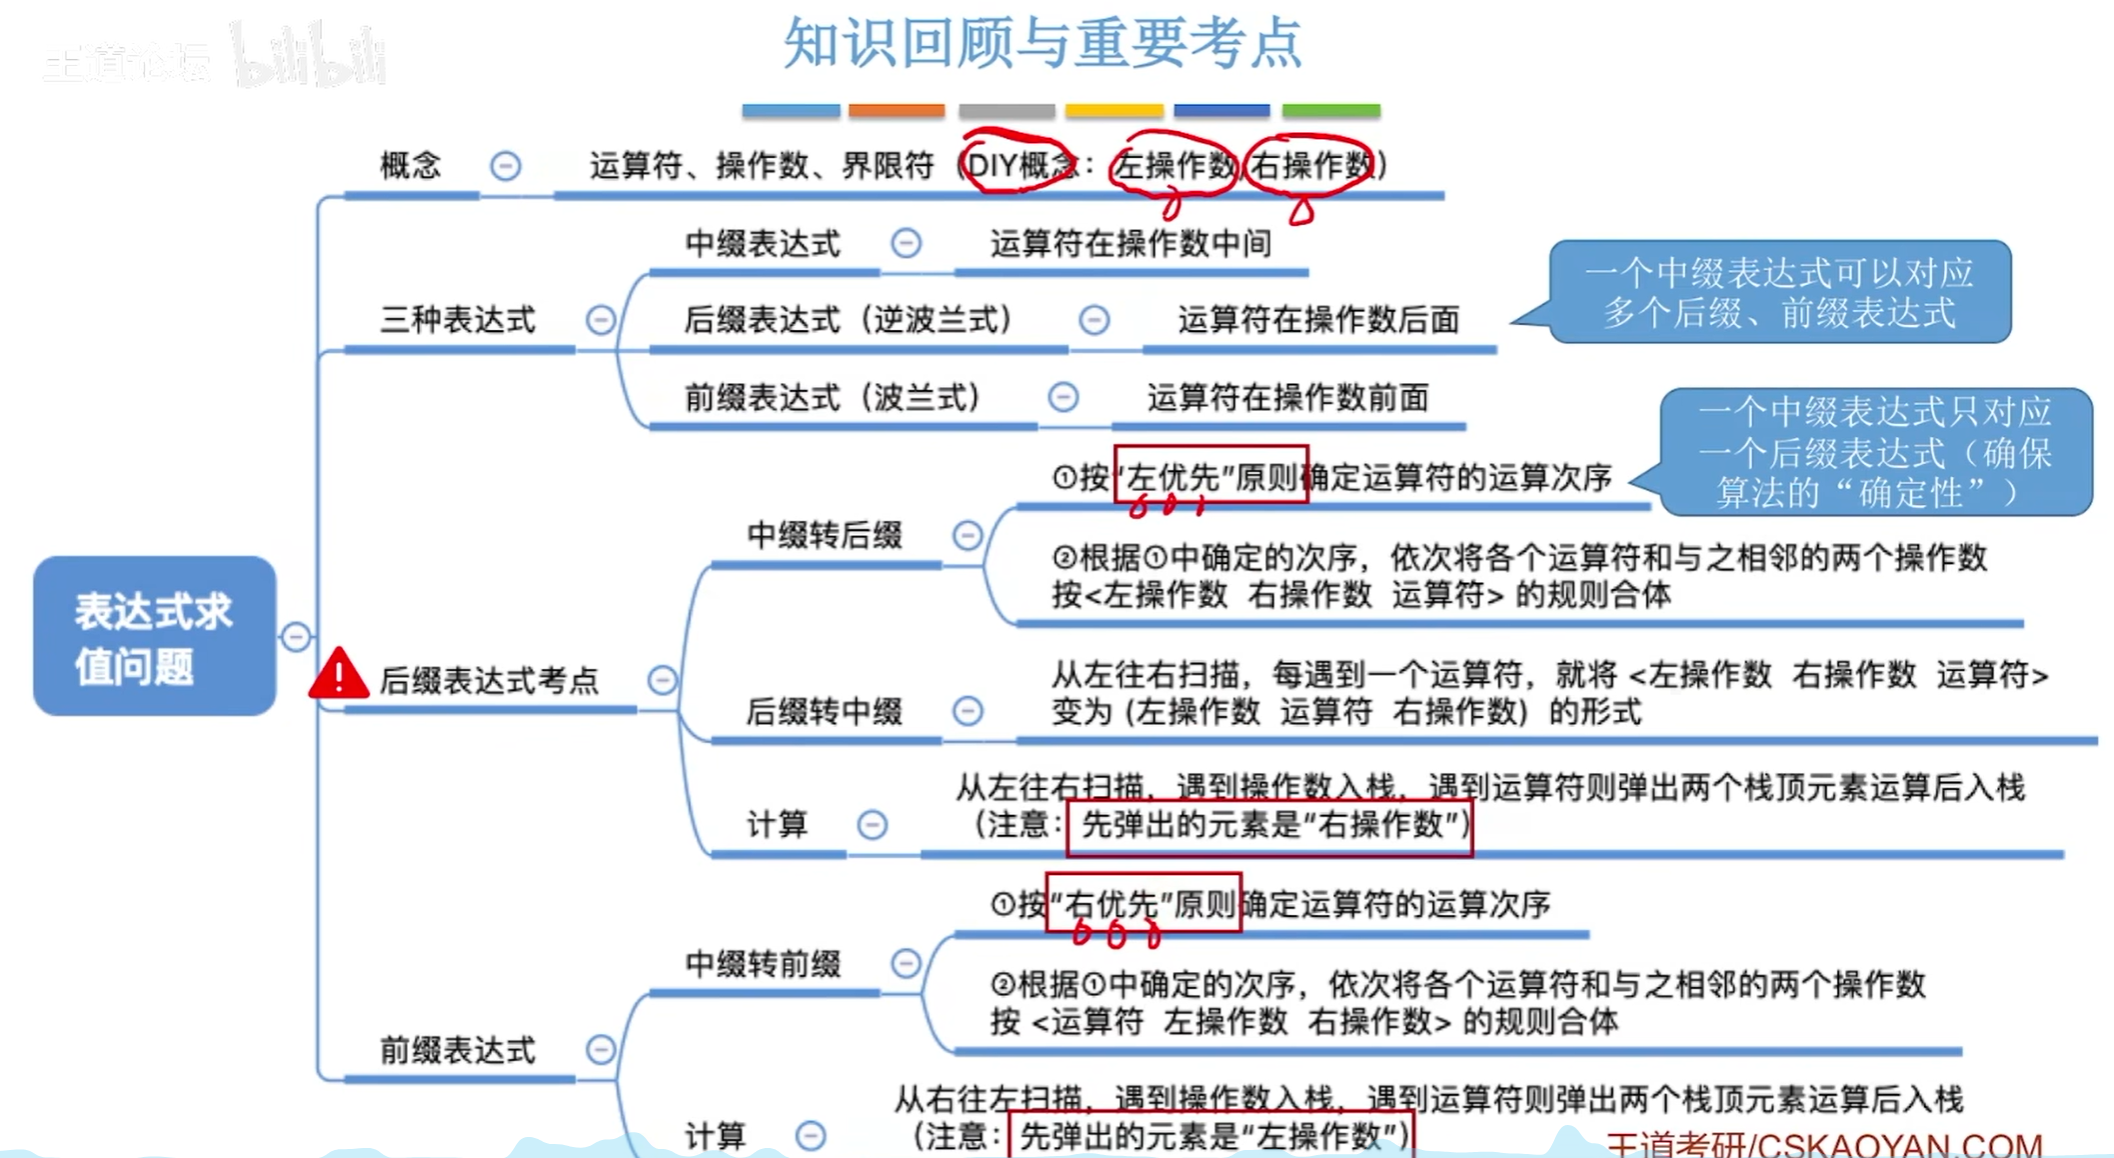 王道论坛 bilibili
知识回顾与重要考点
概念
运算符、操作数、界限符（DIY概念：左操作数/右操作数）
中缀表达式
运算符在操作数中间
三种表达式
后缀表达式（逆波兰式）
运算符在操作数后面
一个中缀表达式可以对应
多个后缀、前缀表达式
前缀表达式（波兰式）
运算符在操作数前面
表达式求
值问题
后缀表达式考点
中缀转后缀
①按“左优先”原则确定运算符的运算次序
一个中缀表达式只对应
一个后缀表达式（确保
算法的“确定性”）
②根据①中确定的次序，依次将各个运算符和与之相邻的两个操作数
按<左操作数 右操作数 运算符> 的规则合体
后缀转中缀
从左往右扫描，每遇到一个运算符，就将 <左操作数 右操作数 运算符>
变为 (左操作数 运算符 右操作数) 的形式
计算
从左往右扫描，遇到操作数入栈，遇到运算符则弹出两个栈顶元素运算后入栈
（注意：先弹出的元素是“右操作数”）
前缀表达式
中缀转前缀
①按“右优先”原则确定运算符的运算次序
②根据①中确定的次序，依次将各个运算符和与之相邻的两个操作数
按 <运算符 左操作数 右操作数> 的规则合体
计算
从右往左扫描，遇到操作数入栈，遇到运算符则弹出两个栈顶元素运算后入栈
（注意：先弹出的元素是“左操作数”）
王道考研/CSKAOYAN.COM